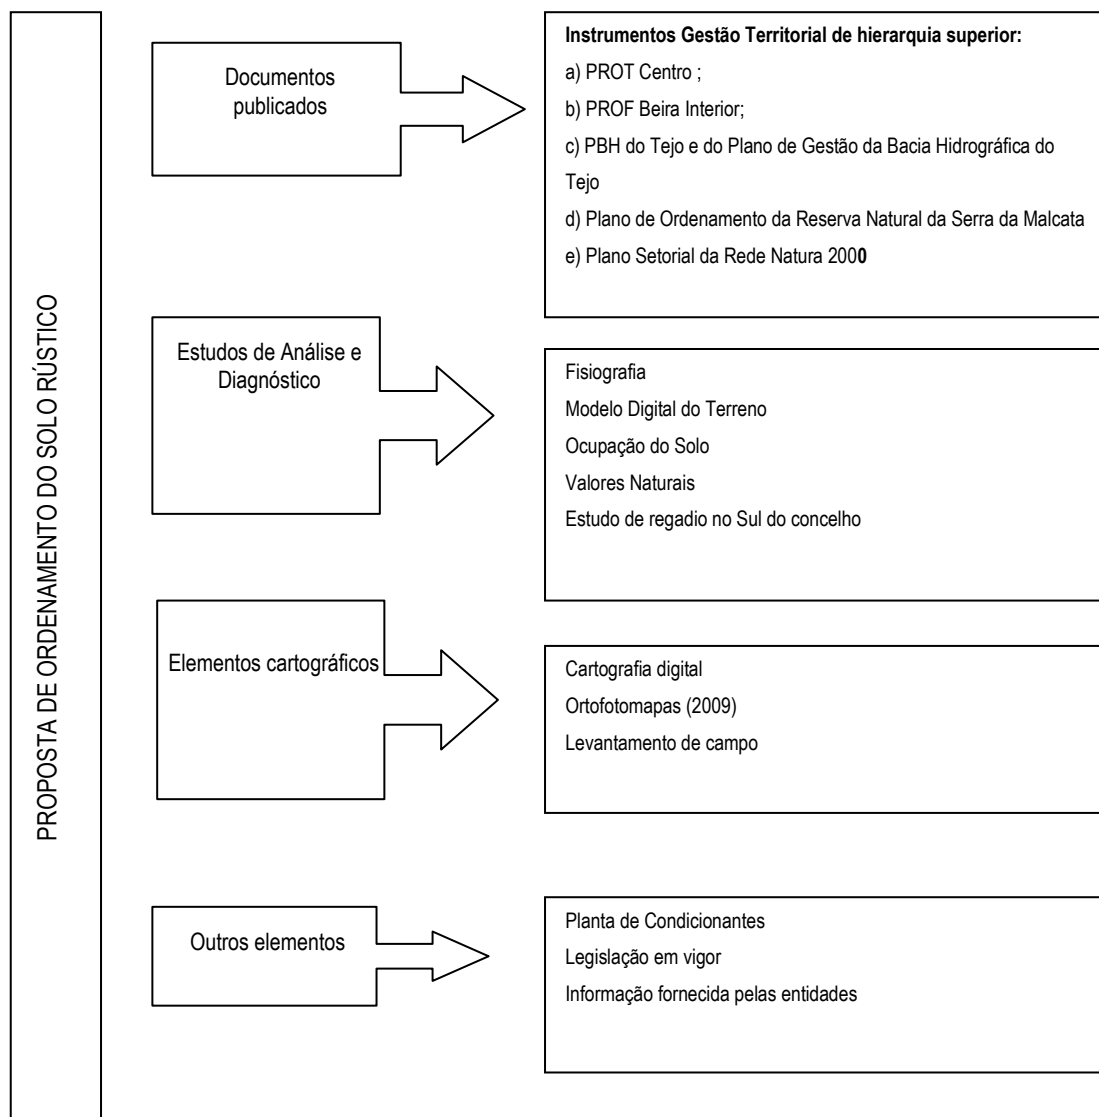 PROPOSTA DE ORDENAMENTO DO SOLO RÚSTICO
Documentos
publicados
Instrumentos Gestão Territorial de hierarquia superior:
a) PROT Centro ;
b) PROF Beira Interior;
c) PBH do Tejo e do Plano de Gestão da Bacia Hidrográfica do
Tejo
d) Plano de Ordenamento da Reserva Natural da Serra da Malcata
e) Plano Setorial da Rede Natura 2000
Estudos de Análise e
Diagnóstico
Fisiografia
Modelo Digital do Terreno
Ocupação do Solo
Valores Naturais
Estudo de regadio no Sul do concelho
Elementos cartográficos
Cartografia digital
Ortofotomapas (2009)
Levantamento de campo
Outros elementos
Planta de Condicionantes
Legislação em vigor
Informação fornecida pelas entidades